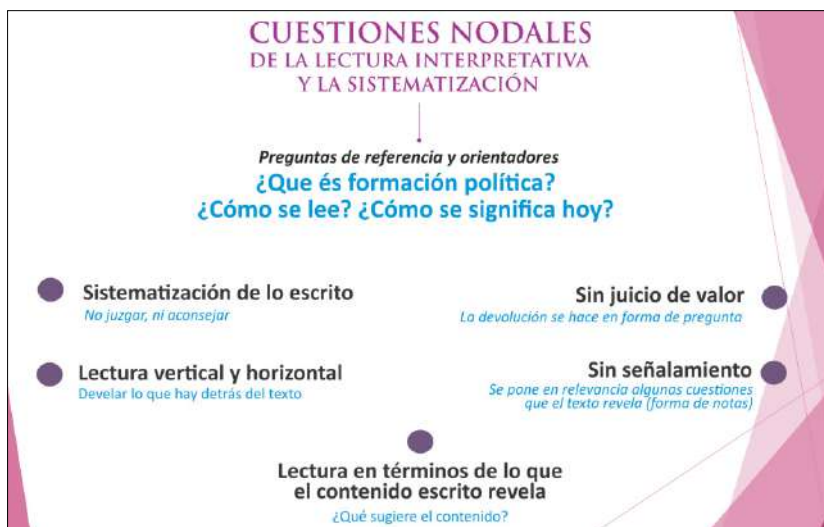 CUESTIONES NODALES
DE LA LECTURA INTERPRETATIVA
Y LA SISTEMATIZACIÓN
Preguntas de referencia y orientadores
¿Que és formación política?
¿Cómo se lee? ¿Cómo se significa hoy?
Sistematización de lo escrito
No juzgar, ni aconsejar
Sin juicio de valor
La devolución se hace en forma de pregunta
Lectura vertical y horizontal
Develar lo que hay detrás del texto
Sin señalamiento
Se pone en relevancia algunas cuestiones
que el texto revela (forma de notas)
Lectura en términos de lo que
el contenido escrito revela
¿Qué sugiere el contenido?